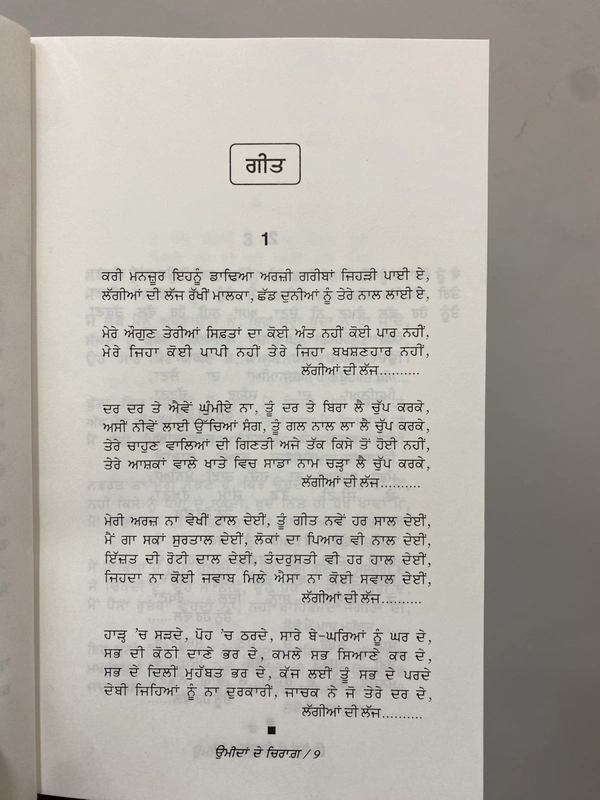 ਗੀਤ
1
ਕਰੀ ਮਨਜ਼ੂਰ ਇਹਨੂੰ ਡਾਢਿਆ ਅਰਜ਼ੀ ਗਰੀਬਾਂ ਜਿਹੜੀ ਪਾਈ ਏ,
ਲੱਗੀਆਂ ਦੀ ਲੱਜ ਰੱਖੀਂ ਮਾਲਕਾ, ਛੱਡ ਦੁਨੀਆਂ ਨੂੰ ਤੇਰੇ ਨਾਲ ਲਾਈ ਏ,
ਮੇਰੇ ਔਗੁਣ ਤੇਰੀਆਂ ਸਿਫ਼ਤਾਂ ਦਾ ਕੋਈ ਅੰਤ ਨਹੀਂ ਕੋਈ ਪਾਰ ਨਹੀਂ,
ਮੇਰੇ ਜਿਹਾ ਕੋਈ ਪਾਪੀ ਨਹੀਂ ਤੇਰੇ ਜਿਹਾ ਬਖਸ਼ਣਹਾਰ ਨਹੀਂ,
ਲੱਗੀਆਂ ਦੀ ਲੱਜ..........
ਦਰ ਦਰ ਤੇ ਐਵੇਂ ਘੁੰਮੀਏ ਨਾ, ਤੂੰ ਦਰ ਤੇ ਬਿਰਾ ਲੈ ਚੁੱਪ ਕਰਕੇ,
ਅਸੀਂ ਨੀਵੇਂ ਲਾਈ ਉੱਚਿਆਂ ਸੰਗ, ਤੂੰ ਗਲ ਨਾਲ ਲਾ ਲੈ ਚੁੱਪ ਕਰਕੇ,
ਤੇਰੇ ਚਾਹੁਣ ਵਾਲਿਆਂ ਦੀ ਗਿਣਤੀ ਅਜੇ ਤੱਕ ਕਿਸੇ ਤੋਂ ਹੋਈ ਨਹੀਂ,
ਤੇਰੇ ਆਸ਼ਕਾਂ ਵਾਲੇ ਖਾਤੇ ਵਿਚ ਸਾਡਾ ਨਾਮ ਚੜ੍ਹਾ ਲੈ ਚੁੱਪ ਕਰਕੇ,
ਲੱਗੀਆਂ ਦੀ ਲੱਜ..........
ਮੇਰੀ ਅਰਜ਼ ਨਾ ਵੇਖੀਂ ਟਾਲ ਦੇਈਂ, ਤੂੰ ਗੀਤ ਨਵੇਂ ਹਰ ਸਾਲ ਦੇਈਂ,
ਮੈਂ ਗਾ ਸਕਾਂ ਸੁਰਤਾਲ ਦੇਈਂ, ਲੋਕਾਂ ਦਾ ਪਿਆਰ ਵੀ ਨਾਲ ਦੇਈਂ,
ਇੱਜ਼ਤ ਦੀ ਰੋਟੀ ਦਾਲ ਦੇਈਂ, ਤੰਦਰੁਸਤੀ ਵੀ ਹਰ ਹਾਲ ਦੇਈਂ,
ਜਿਹਦਾ ਨਾ ਕੋਈ ਜਵਾਬ ਮਿਲੇ ਐਸਾ ਨਾ ਕੋਈ ਸਵਾਲ ਦੇਈਂ,
ਲੱਗੀਆਂ ਦੀ ਲੱਜ..........
ਹਾੜ੍ਹ 'ਚ ਸੜਦੇ, ਪੋਹ 'ਚ ਠਰਦੇ, ਸਾਰੇ ਬੇ-ਘਰਿਆਂ ਨੂੰ ਘਰ ਦੇ,
ਸਭ ਦੀ ਕੋਠੀ ਦਾਣੇ ਭਰ ਦੇ, ਕਮਲੇ ਸਭ ਸਿਆਣੇ ਕਰ ਦੇ,
ਸਭ ਦੇ ਦਿਲੀਂ ਮੁਹੱਬਤ ਭਰ ਦੇ, ਕੱਜ ਲਈਂ ਤੂੰ ਸਭ ਦੇ ਪਰਦੇ
ਦੇਬੀ ਜਿਹਿਆਂ ਨੂੰ ਨਾ ਦੁਰਕਾਰੀਂ, ਜਾਚਕ ਨੇ ਜੋ ਤੇਰੇ ਦਰ ਦੇ,
ਲੱਗੀਆਂ ਦੀ ਲੱਜ..........
ਉਮੀਦਾਂ ਦੇ ਚਿਰਾਗ਼ / 9